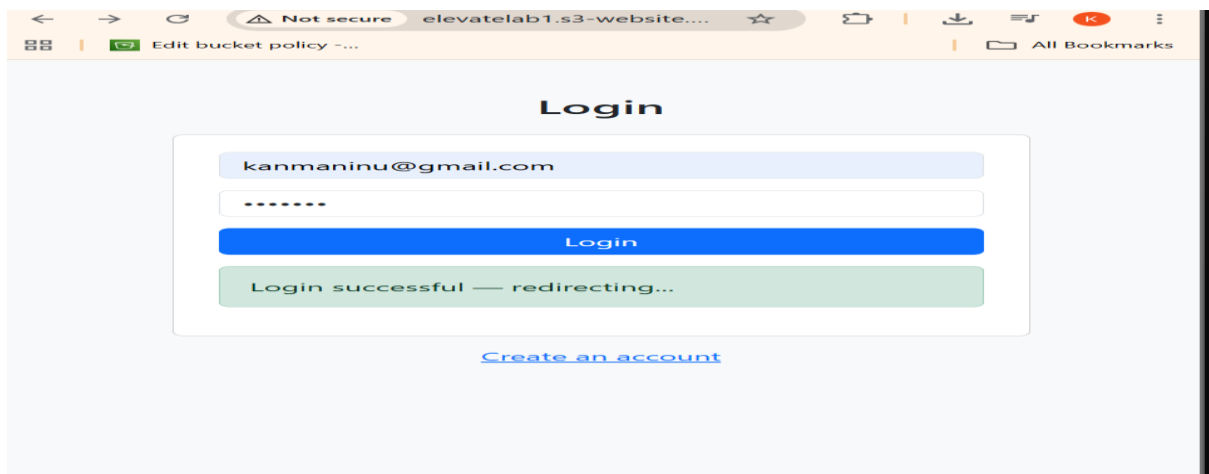 Not secure elevatelab1.s3-website....
K
Edit bucket policy -...
All Bookmarks
Login
kanmaninu@gmail.com
•••••••
Login
Login successful — redirecting...
Create an account